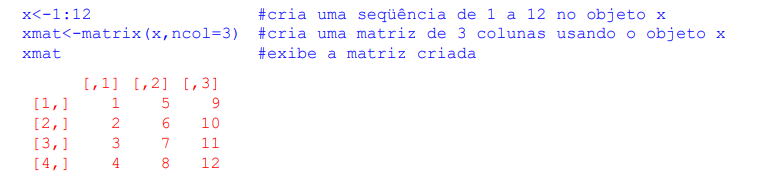 x<-1:12 #cria uma seqüência de 1 a 12 no objeto x
xmat<-matrix(x,ncol=3) #cria uma matriz de 3 colunas usando o objeto x
xmat #exibe a matriz criada
[,1] [,2] [,3]
[1,] 1 5 9
[2,] 2 6 10
[3,] 3 7 11
[4,] 4 8 12